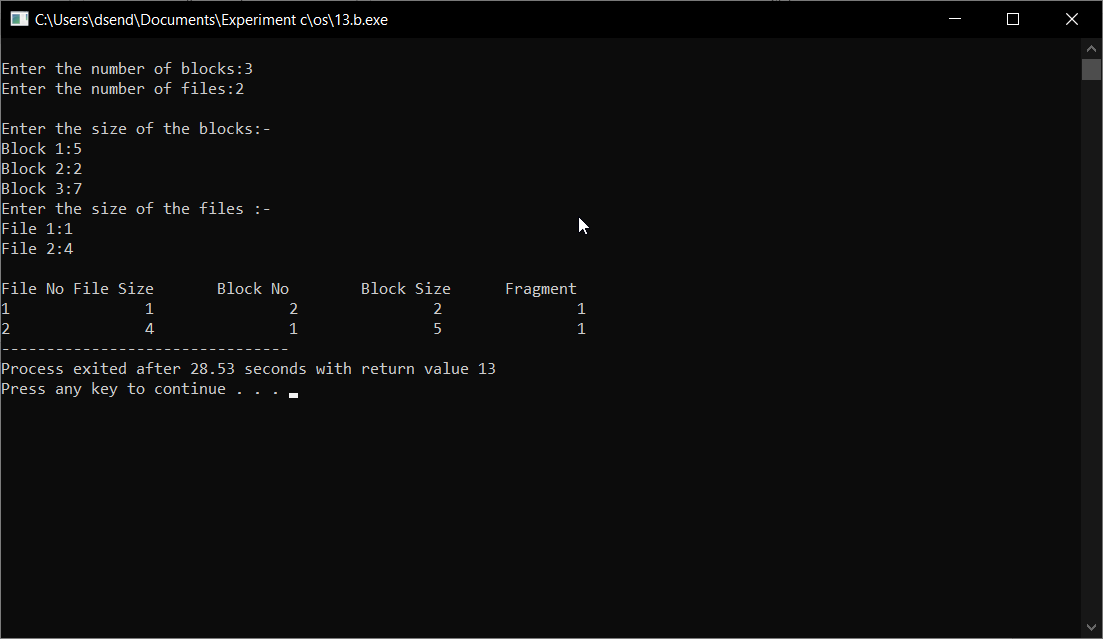 C:\Users\dsend\Documents\Experiment c\os\13.b.exe
Enter the number of blocks:3
Enter the number of files:2
Enter the size of the blocks:-
Block 1:5
Block 2:2
Block 3:7
Enter the size of the files :-
File 1:1
File 2:4
File No File Size       Block No        Block Size      Fragment
1               1               2               2               1
2               4               1               5               1
--------------------------------
Process exited after 28.53 seconds with return value 13
Press any key to continue . . .